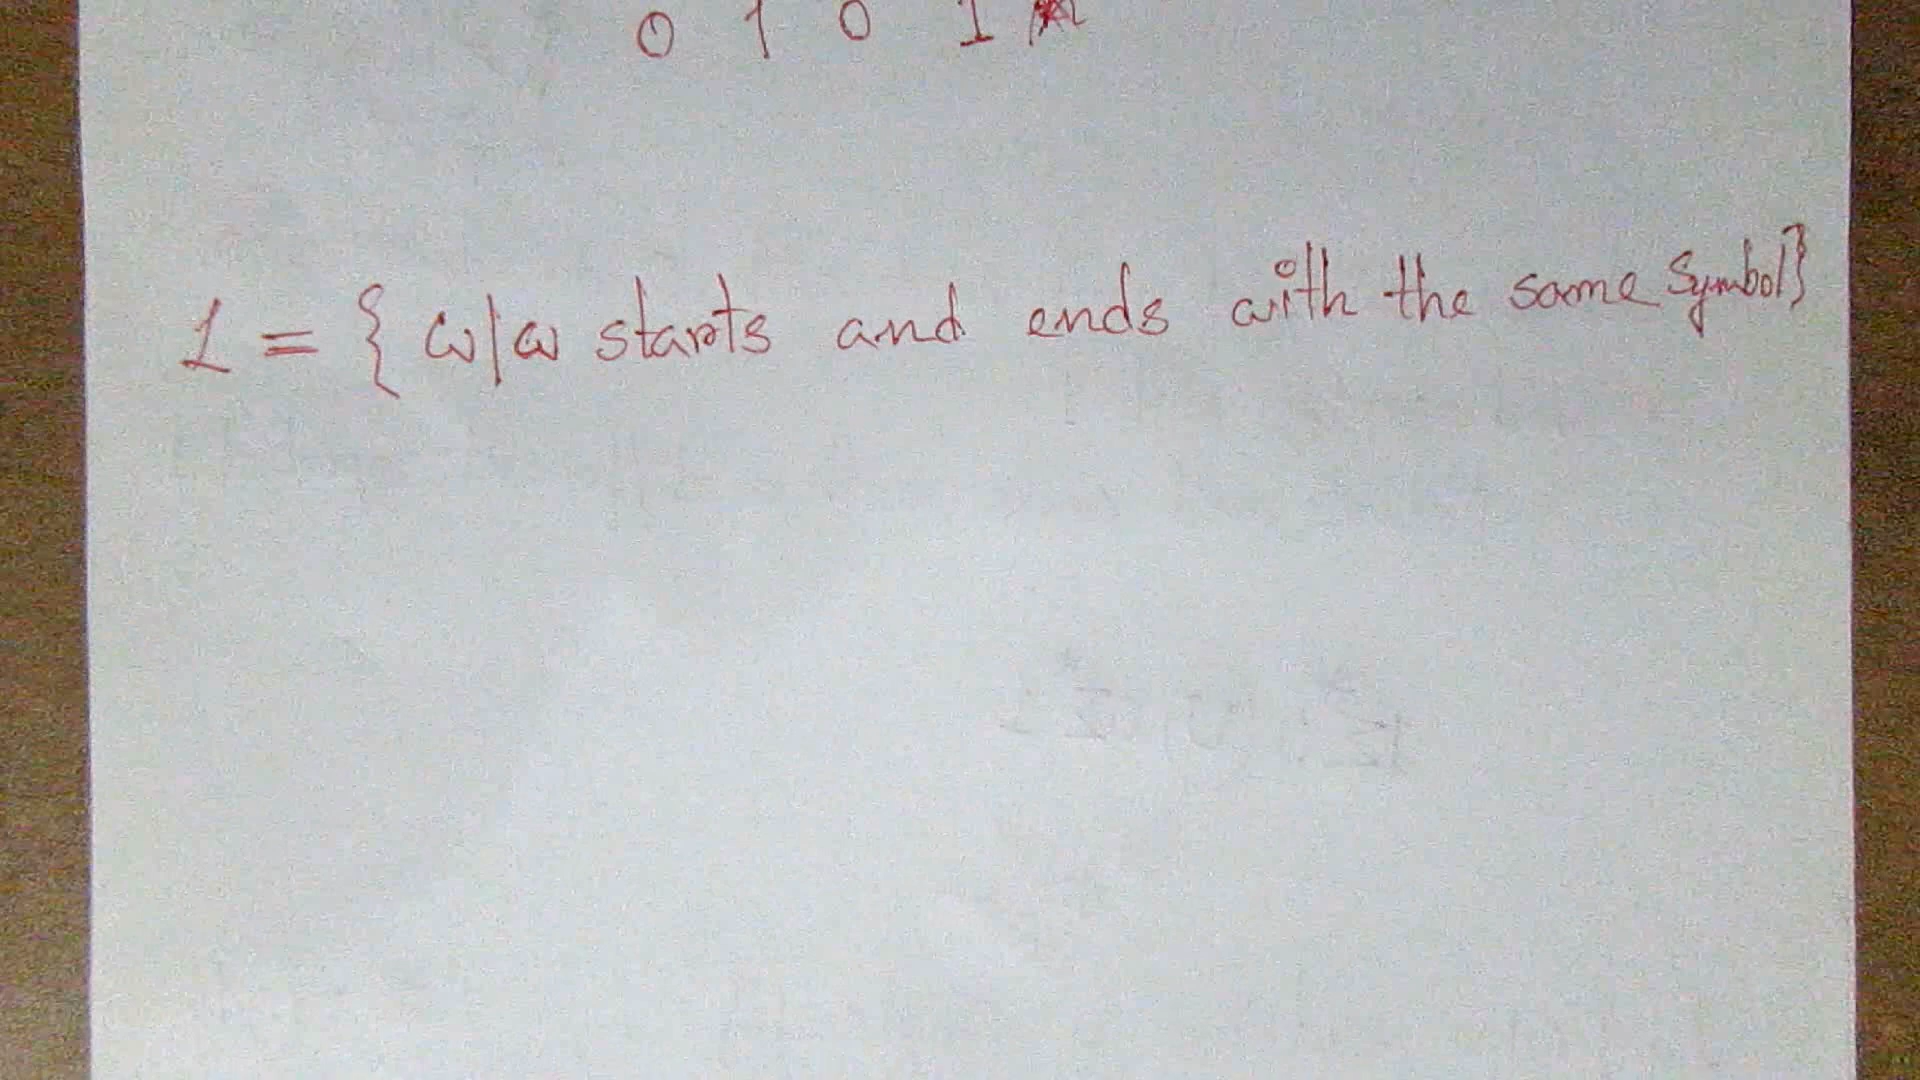 0 1 0 1
L = { w/w starts and ends with the same symbol}